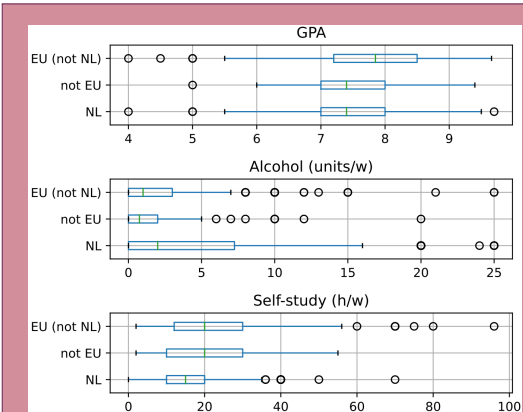 GPA
EU (not NL)
not EU
NL
4 5 6 7 8 9
Alcohol (units/w)
EU (not NL)
not EU
NL
0 5 10 15 20 25
Self-study (h/w)
EU (not NL)
not EU
NL
0 20 40 60 80 100